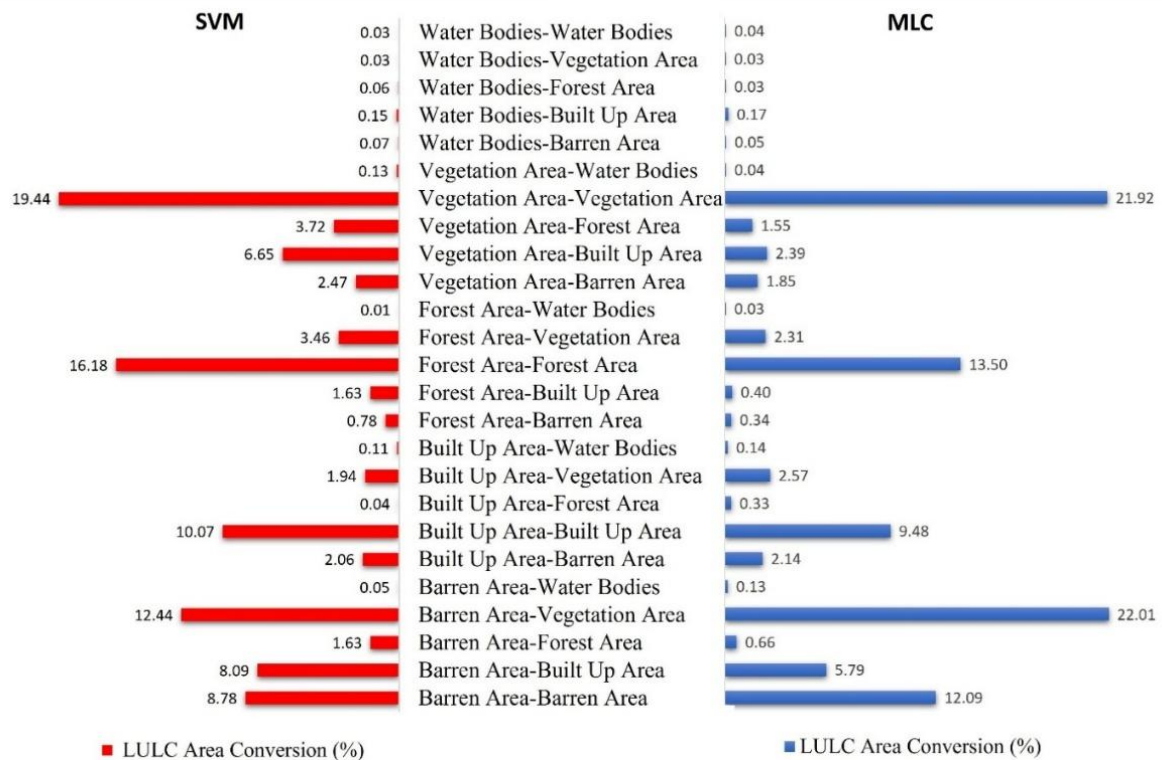 SVM MLC
0.03 Water Bodies-Water Bodies 0.04
0.03 Water Bodies-Vegetation Area 0.03
0.06 Water Bodies-Forest Area 0.03
0.15 Water Bodies-Built Up Area 0.17
0.07 Water Bodies-Barren Area 0.05
0.13 Vegetation Area-Water Bodies 0.04
19.44 Vegetation Area-Vegetation Area 21.92
3.72 Vegetation Area-Forest Area 1.55
6.65 Vegetation Area-Built Up Area 2.39
2.47 Vegetation Area-Barren Area 1.85
0.01 Forest Area-Water Bodies 0.03
3.46 Forest Area-Vegetation Area 2.31
16.18 Forest Area-Forest Area 13.50
1.63 Forest Area-Built Up Area 0.40
0.78 Forest Area-Barren Area 0.34
0.11 Built Up Area-Water Bodies 0.14
1.94 Built Up Area-Vegetation Area 2.57
0.04 Built Up Area-Forest Area 0.33
10.07 Built Up Area-Built Up Area 9.48
2.06 Built Up Area-Barren Area 2.14
0.05 Barren Area-Water Bodies 0.13
12.44 Barren Area-Vegetation Area 22.01
1.63 Barren Area-Forest Area 0.66
8.09 Barren Area-Built Up Area 5.79
8.78 Barren Area-Barren Area 12.09
LULC Area Conversion (%) LULC Area Conversion (%)